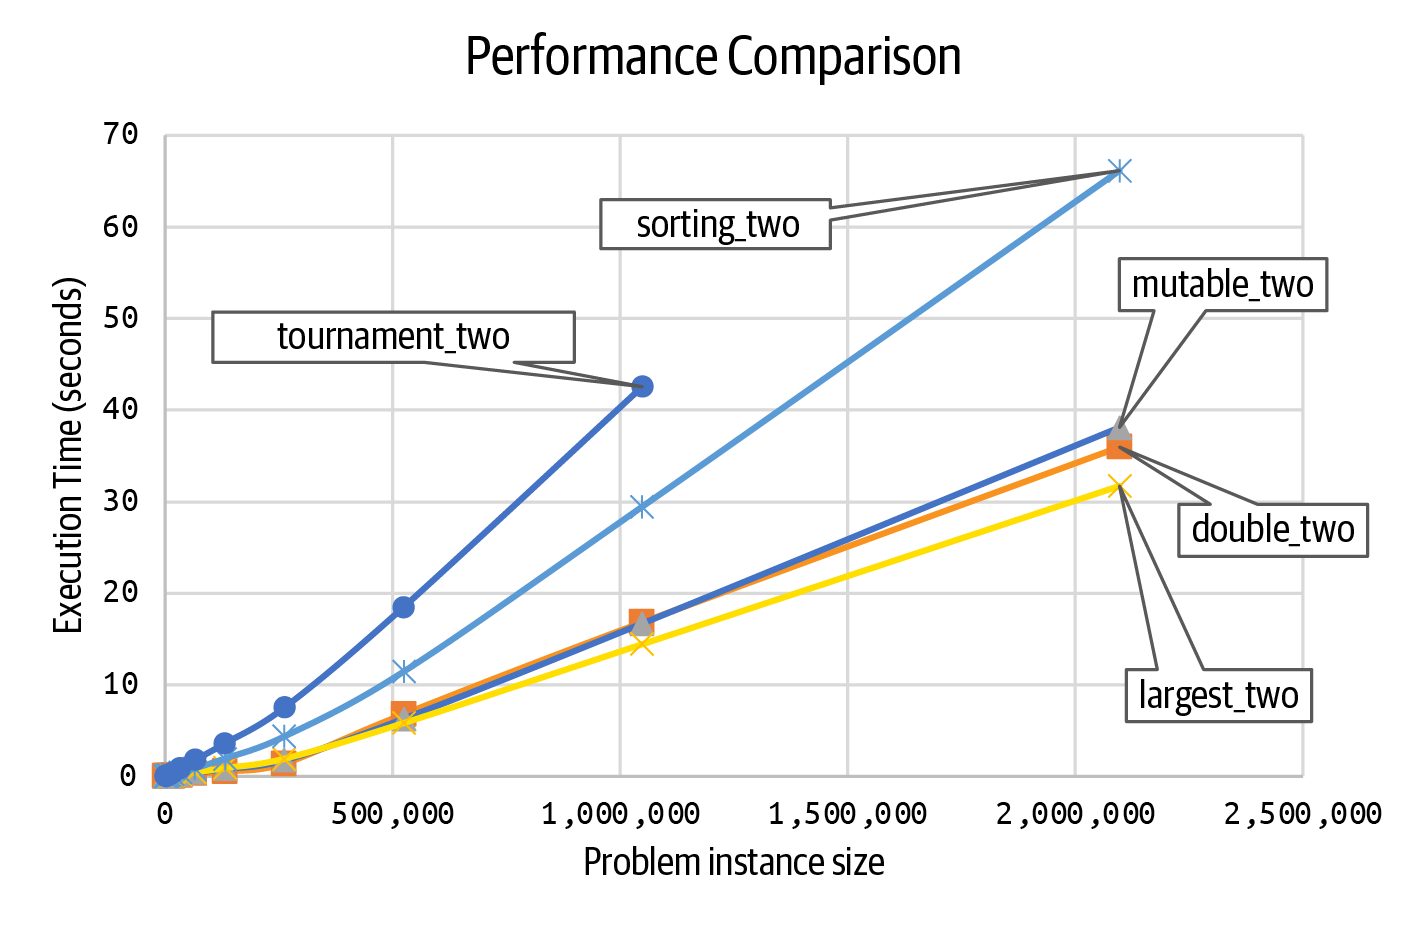 Performance Comparison
70
60
50
40
30
20
10
0
Execution Time (seconds)
sorting_two
mutable_two
tournament_two
double_two
largest_two
0 500,000 1,000,000 1,500,000 2,000,000 2,500,000
Problem instance size